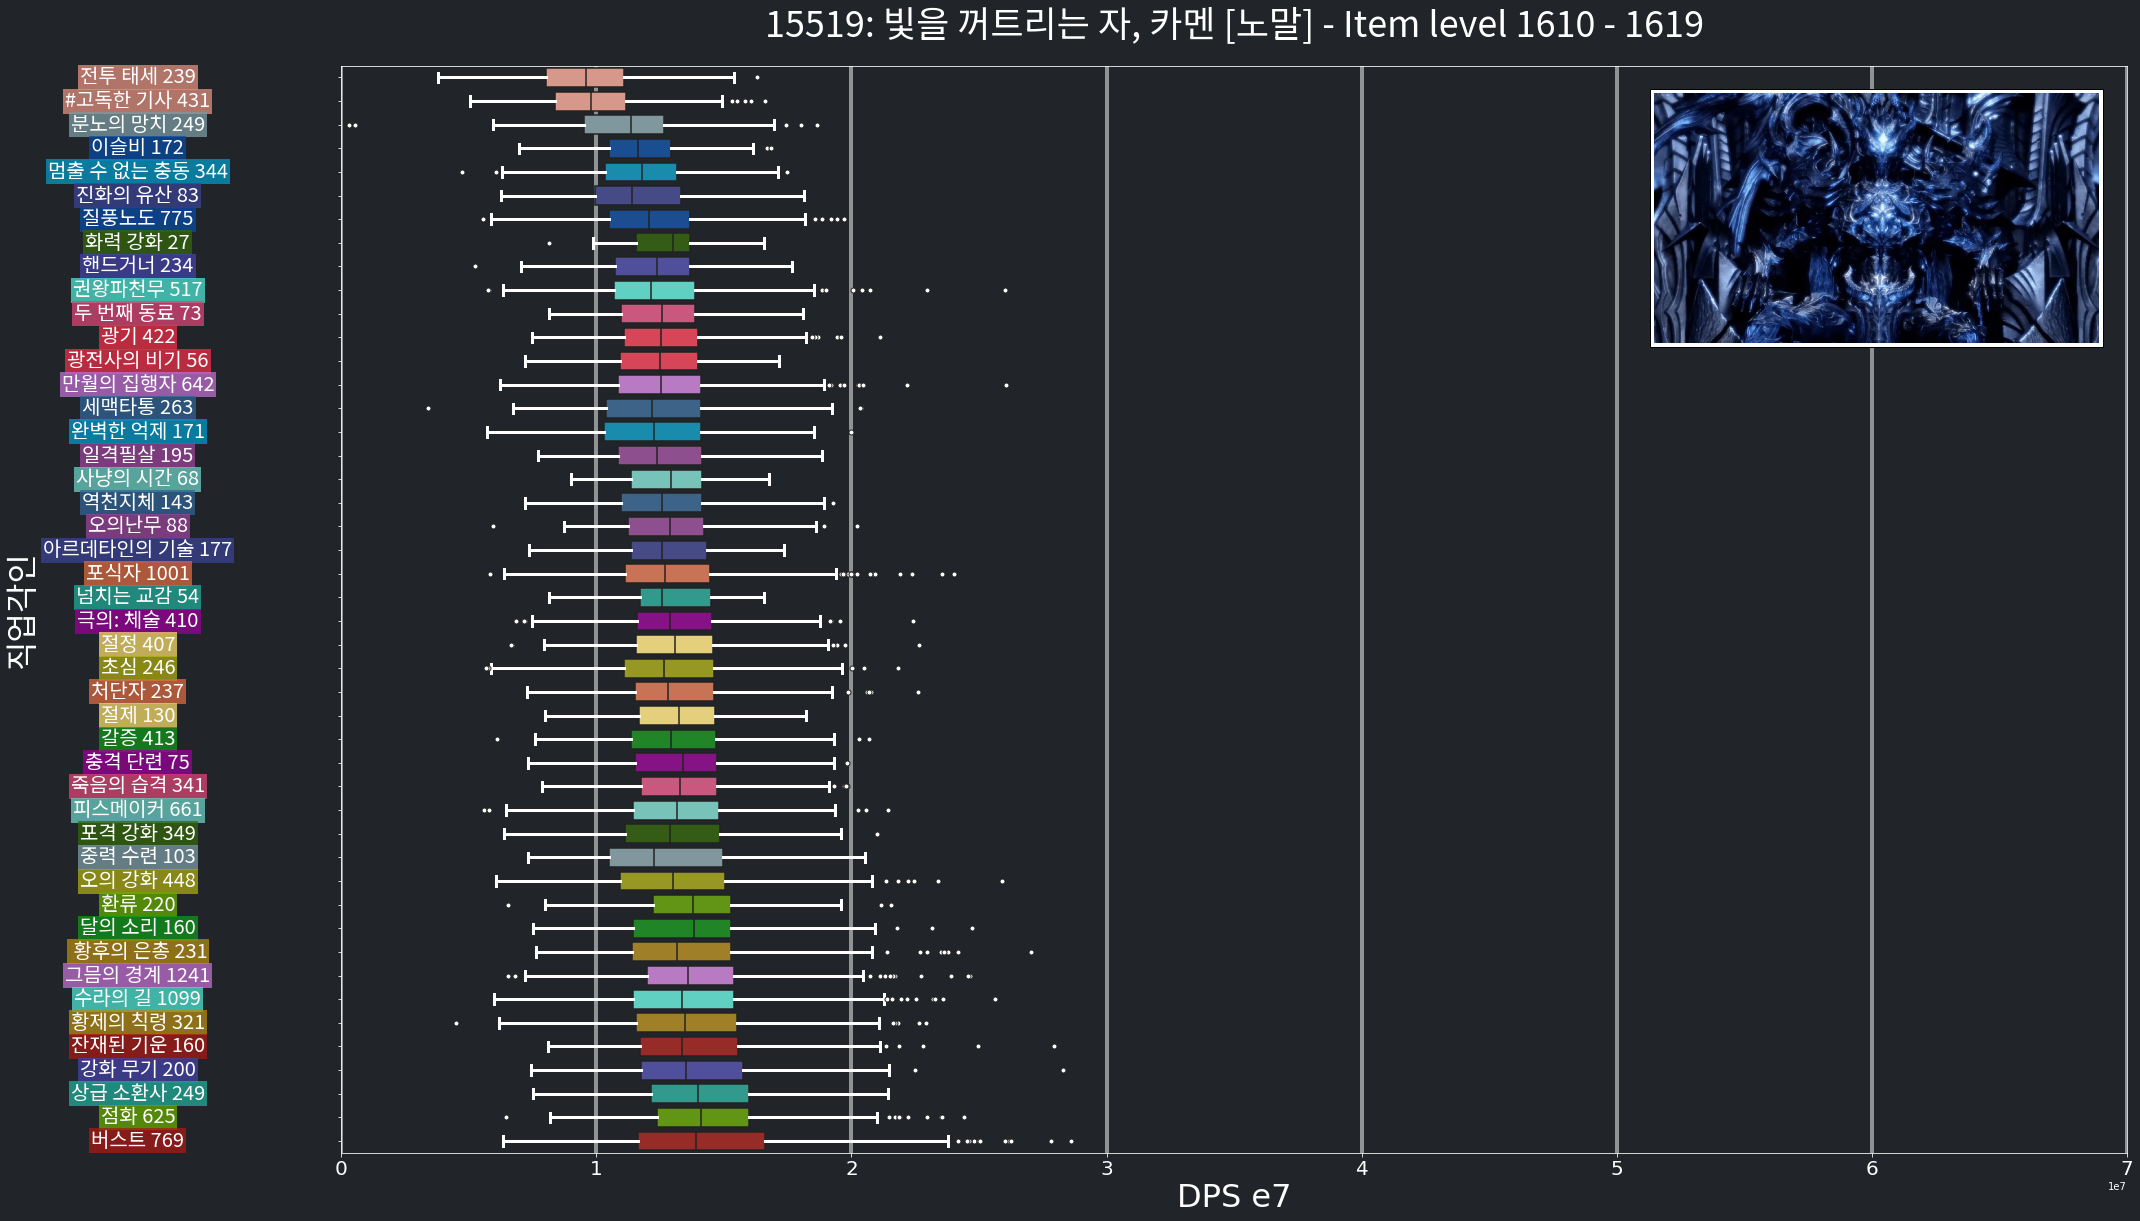 15519: 빛을 꺼트리는 자, 카멘 [노말] - Item level 1610 - 1619
전투 태세 239
#고독한 기사 431
분노의 망치 249
이슬비 172
멈출 수 없는 충동 344
진화의 유산 83
질풍노도 775
화력 강화 27
핸드거너 234
권왕파천무 517
두 번째 동료 73
광기 422
광전사의 비기 56
만월의 집행자 642
세맥타통 263
완벽한 억제 171
일격필살 195
사냥의 시간 68
역천지체 143
오의난무 88
아르데타인의 기술 177
포식자 1001
넘치는 교감 54
극의: 체술 410
절정 407
초심 246
처단자 237
절제 130
갈증 413
충격 단련 75
죽음의 습격 341
피스메이커 661
포격 강화 349
중력 수련 103
오의 강화 448
환류 220
달의 소리 160
황후의 은총 231
그믐의 경계 1241
수라의 길 1099
황제의 칙령 321
잔재된 기운 160
강화 무기 200
상급 소환사 249
점화 625
버스트 769
직업각인
0 1 2 3 4 5 6 7
1e7
DPS e7